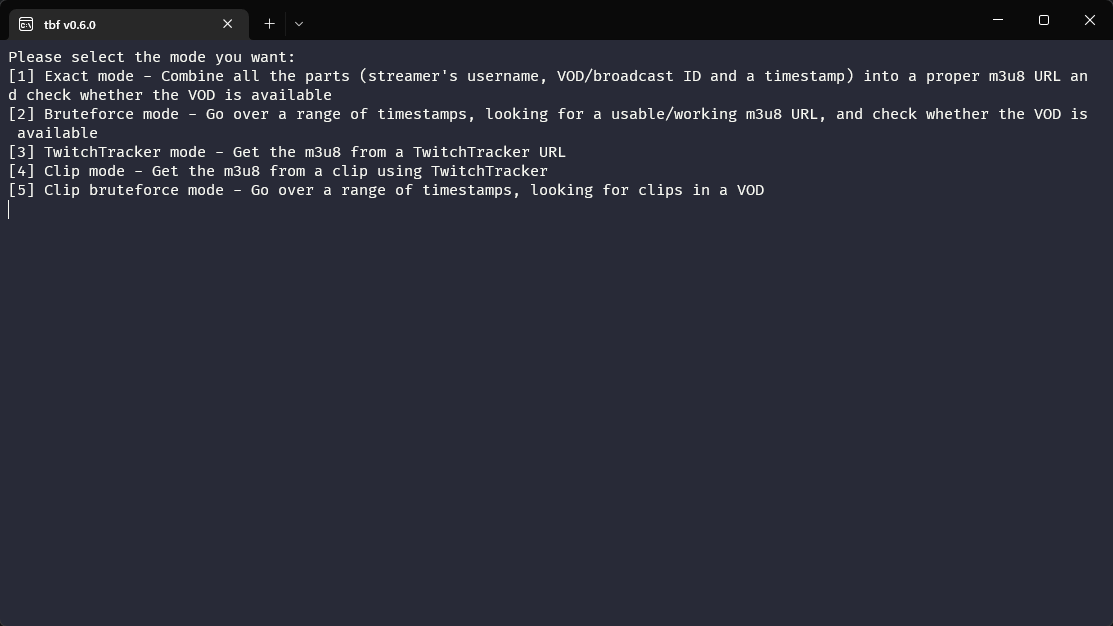 tbf v0.6.0
Please select the mode you want:
[1] Exact mode - Combine all the parts (streamer's username, VOD/broadcast ID and a timestamp) into a proper m3u8 URL an
d check whether the VOD is available
[2] Bruteforce mode - Go over a range of timestamps, looking for a usable/working m3u8 URL, and check whether the VOD is
 available
[3] TwitchTracker mode - Get the m3u8 from a TwitchTracker URL
[4] Clip mode - Get the m3u8 from a clip using TwitchTracker
[5] Clip bruteforce mode - Go over a range of timestamps, looking for clips in a VOD